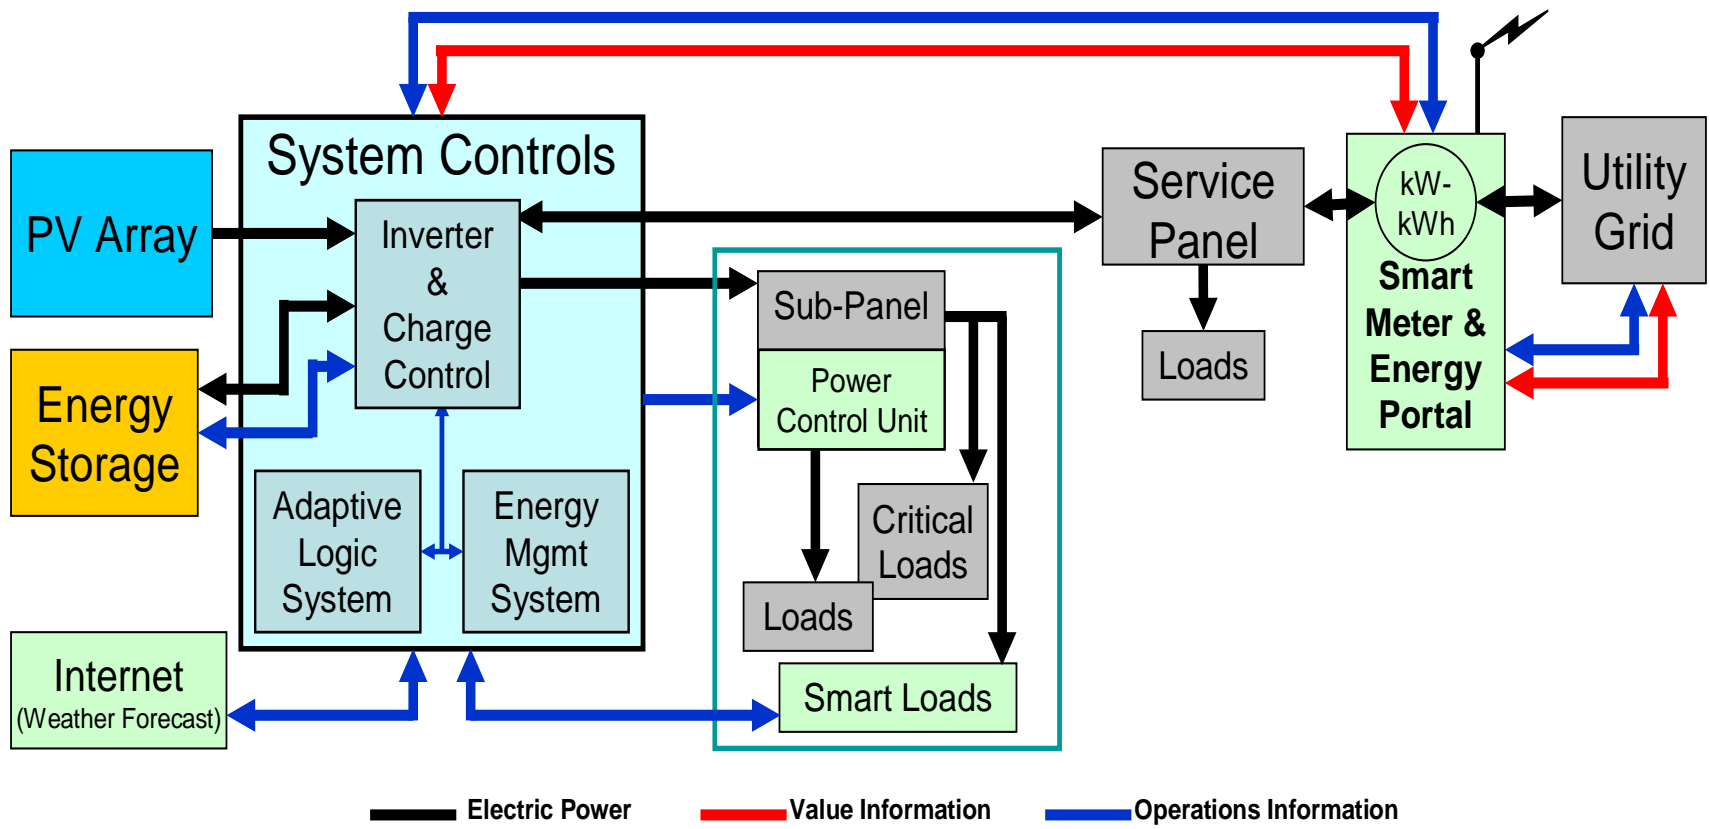 System Controls
PV Array
Inverter
&
Charge
Control
Energy
Storage
Adaptive
Logic
System
Energy
Mgmt
System
Internet
(Weather Forecast)
Sub-Panel
Power
Control Unit
Critical
Loads
Loads
Smart Loads
Service
Panel
Loads
kW-
kWh
Smart
Meter &
Energy
Portal
Utility
Grid
Electric Power
Value Information
Operations Information